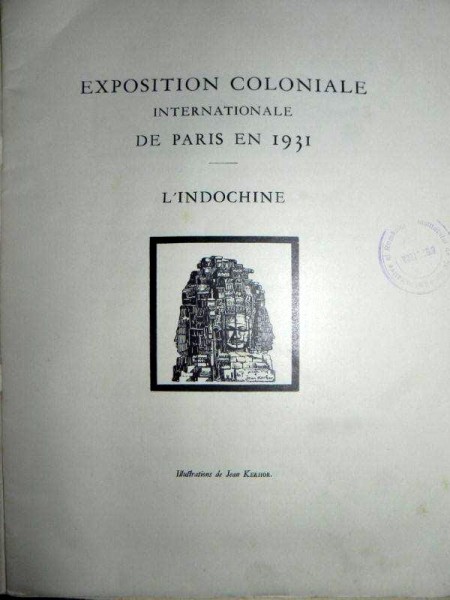 EXPOSITION COLONIALE
INTERNATIONALE
DE PARIS EN 1931
L'INDOCHINE
Illustrations de Jean KERHOR.